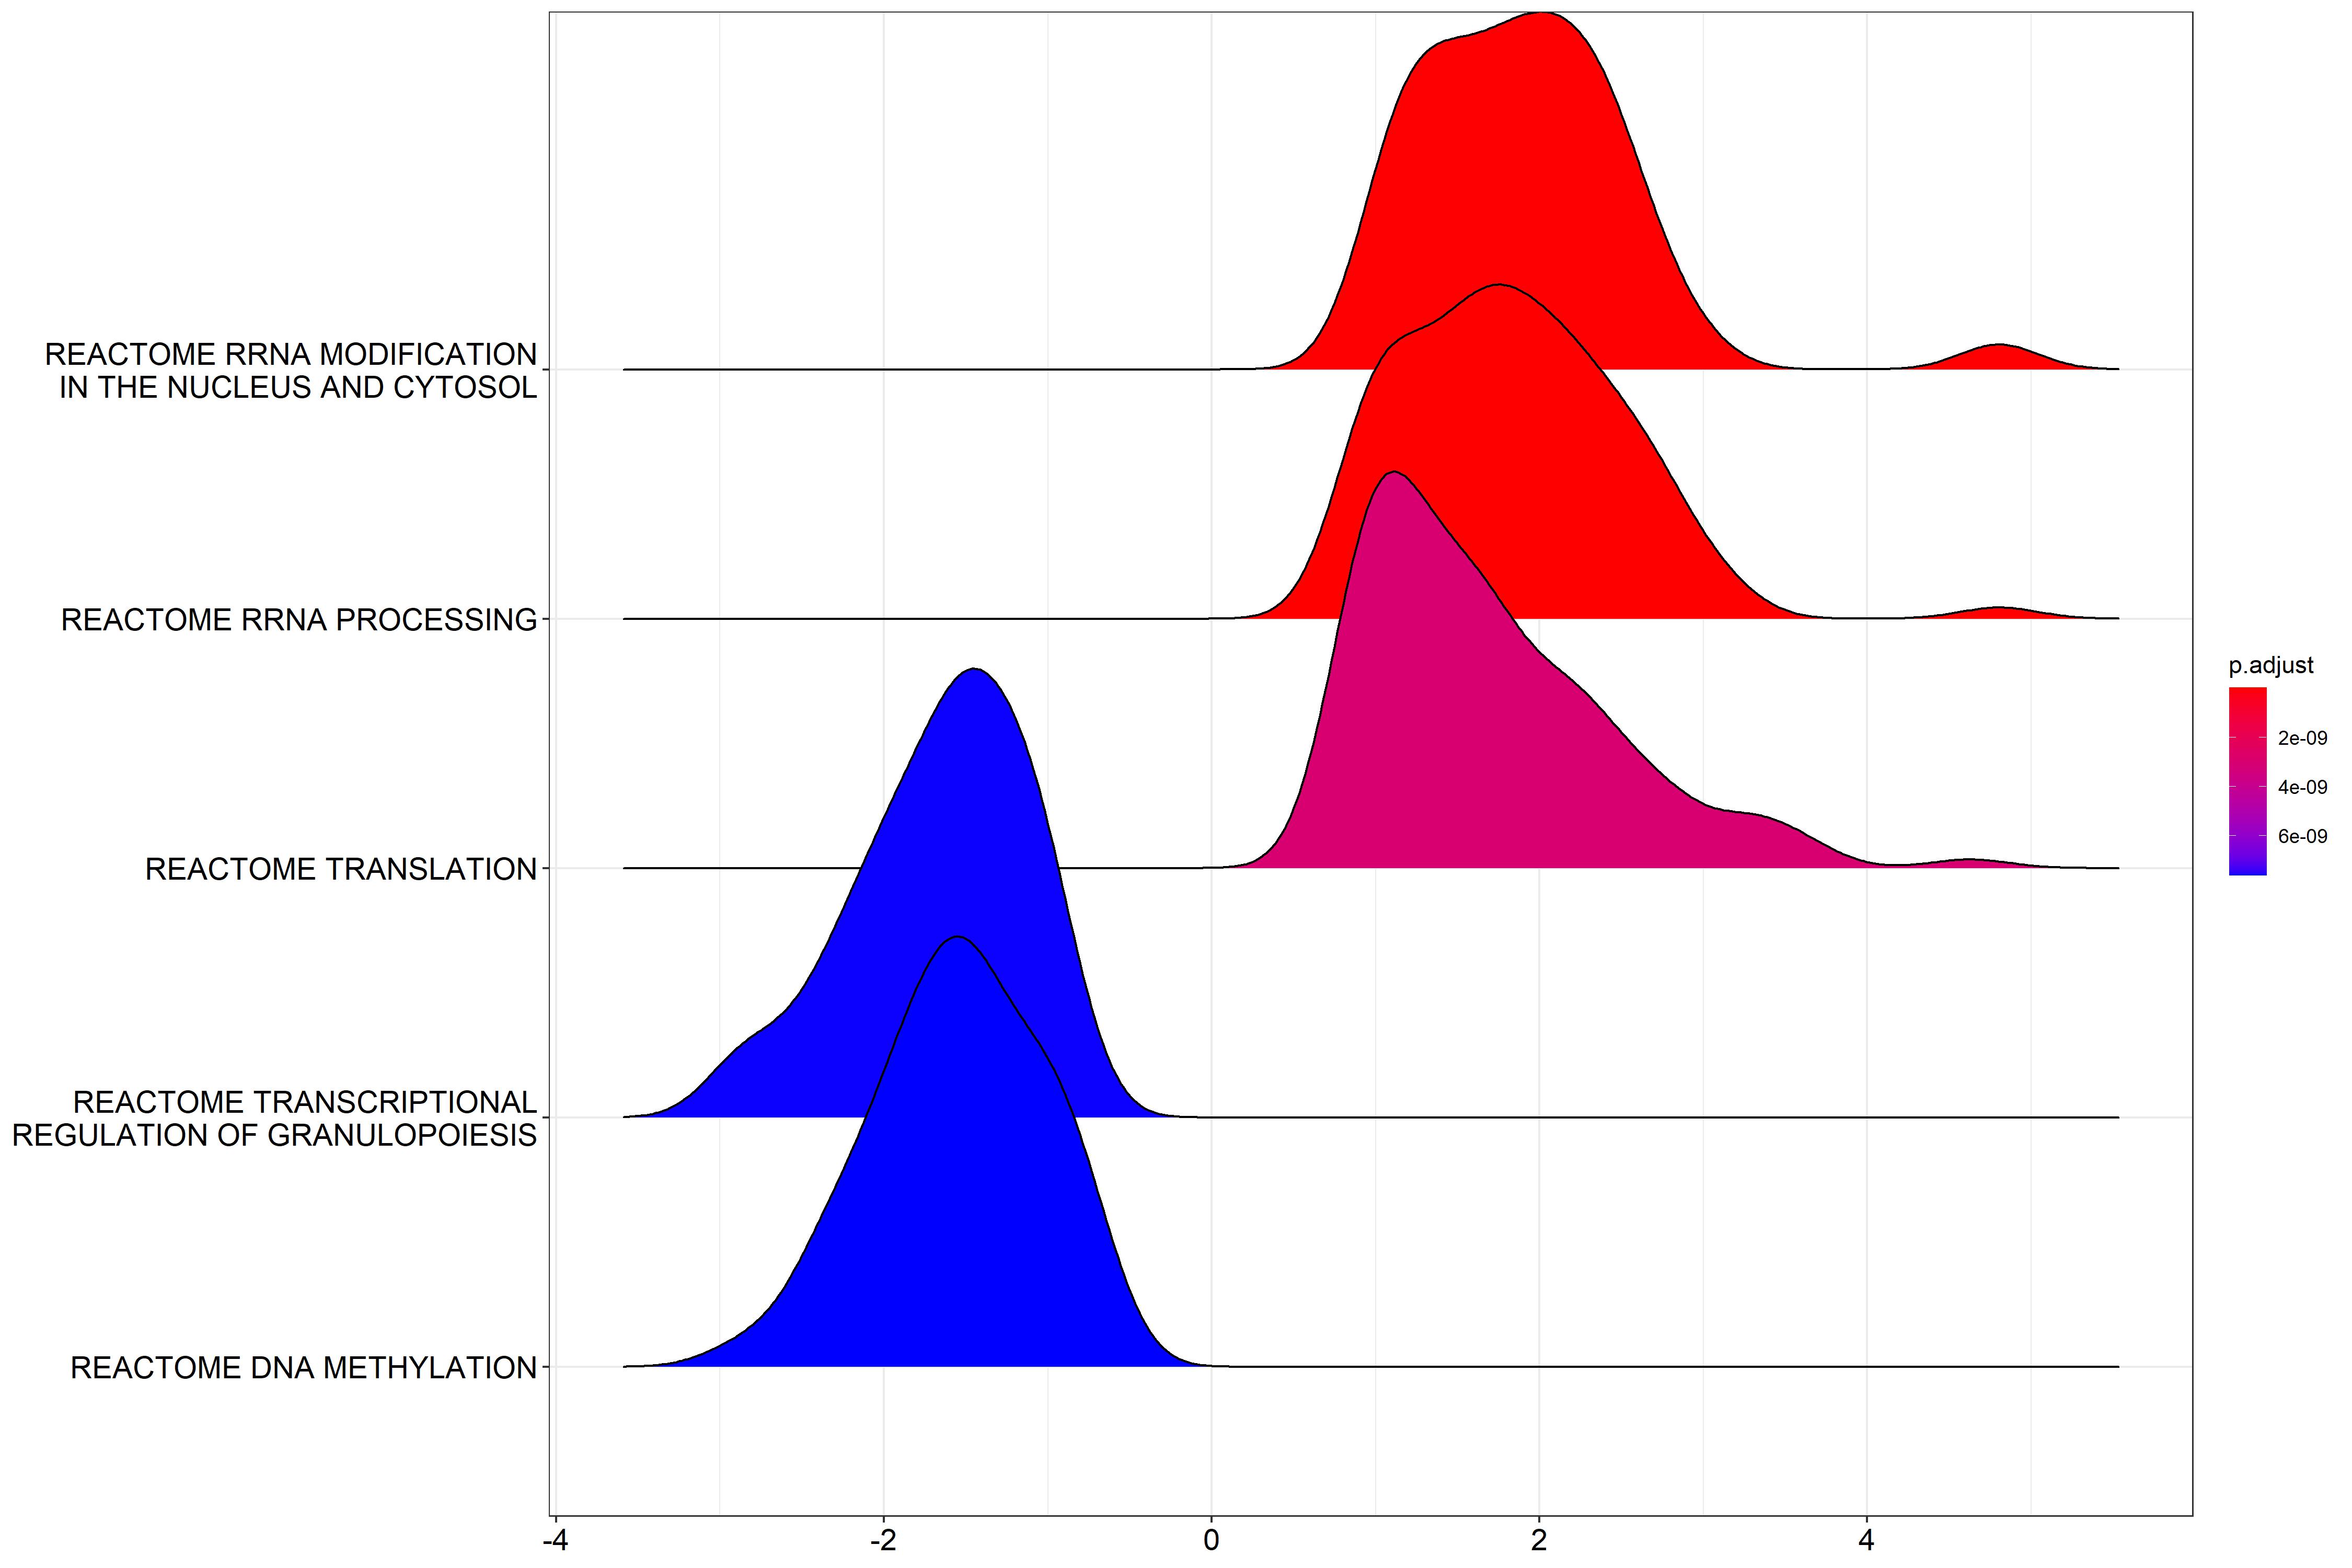 REACTOME RRNA MODIFICATION
IN THE NUCLEUS AND CYTOSOL
REACTOME RRNA PROCESSING
REACTOME TRANSLATION
REACTOME TRANSCRIPTIONAL
REGULATION OF GRANULOPOIESIS
REACTOME DNA METHYLATION
-4 -2 0 2 4
p.adjust
2e-09
4e-09
6e-09